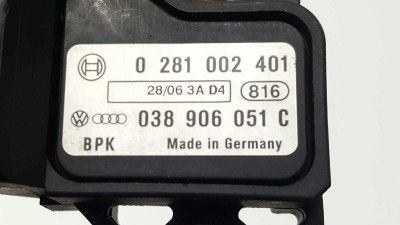 0 281 002 401
28/06 3A D4 816
038 906 051 C
BPK Made in Germany